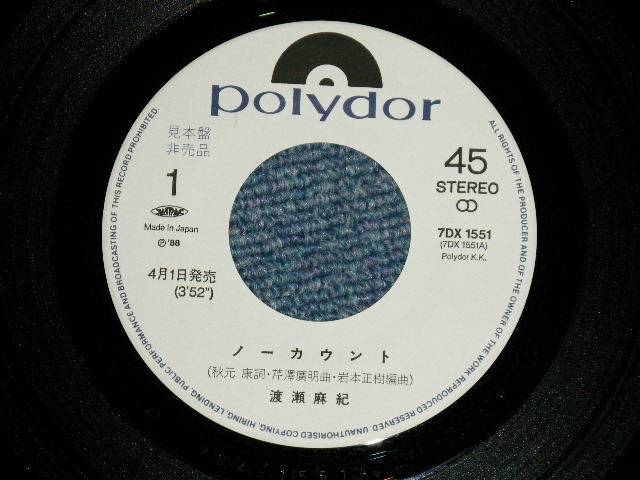 polydor
見本盤
非売品
1
Made in Japan
℗'88
4月1日発売
(3'52")
45
STEREO
7DX 1551
(7DX 1551A)
Polydor K.K.
ノーカウント
(秋元 康詞・芹澤廣明曲・岩本正樹編曲)
渡瀬麻紀
ALL RIGHTS OF THE PRODUCER AND OF THE OWNER OF THE WORK REPRODUCED RESERVED. UNAUTHORISED COPYING, HIRING, LENDING, PUBLIC PERFORMANCE AND BROADCASTING OF THIS RECORD PROHIBITED.